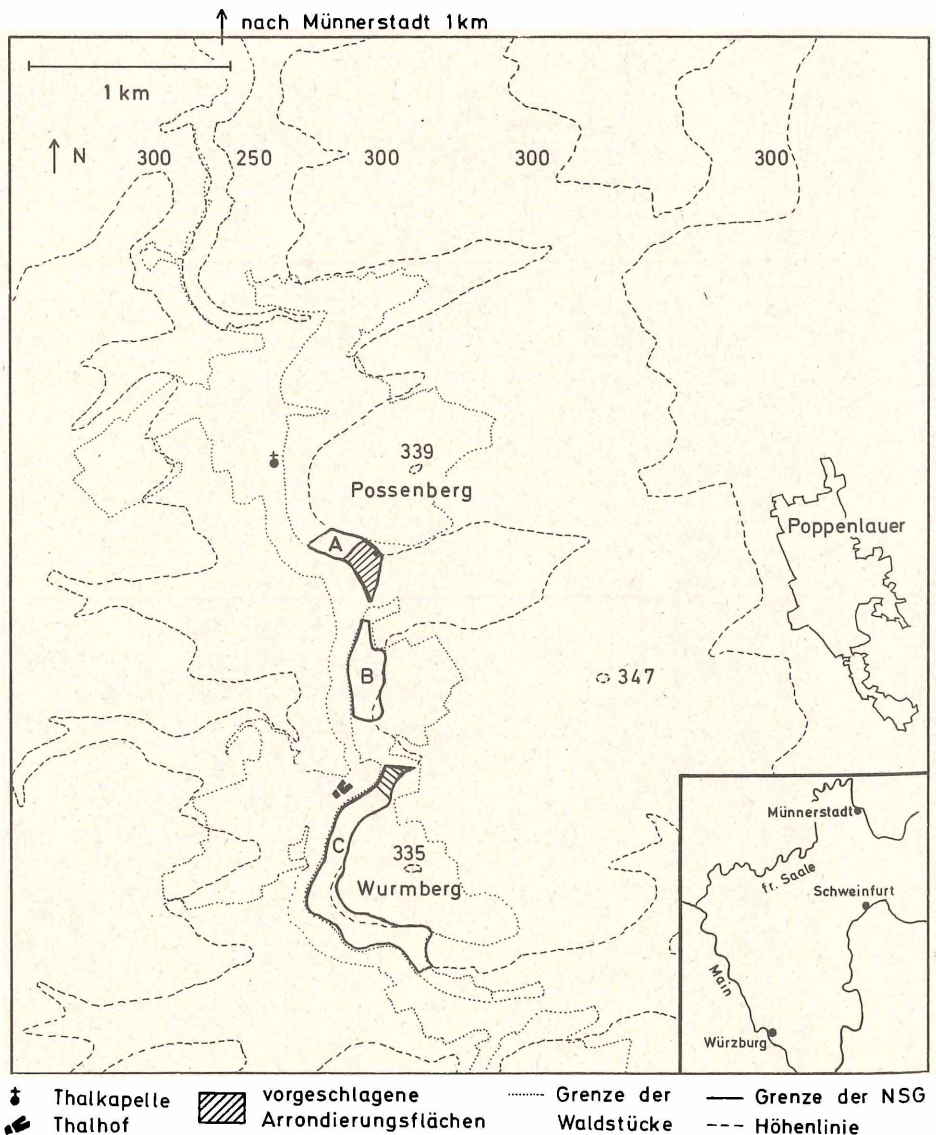 ↑ nach Münnerstadt 1km
1 km
↑ N 300 250 300 300 300
339
Possenberg
Poppenlauer
A
B
347
C
335
Wurmberg
Münnerstadt
fr. Saale
Schweinfurt
Main
Würzburg
Thalkapelle
Thalhof
vorgeschlagene
Arrondierungsflächen
Grenze der
Waldstücke
Grenze der NSG
Höhenlinie